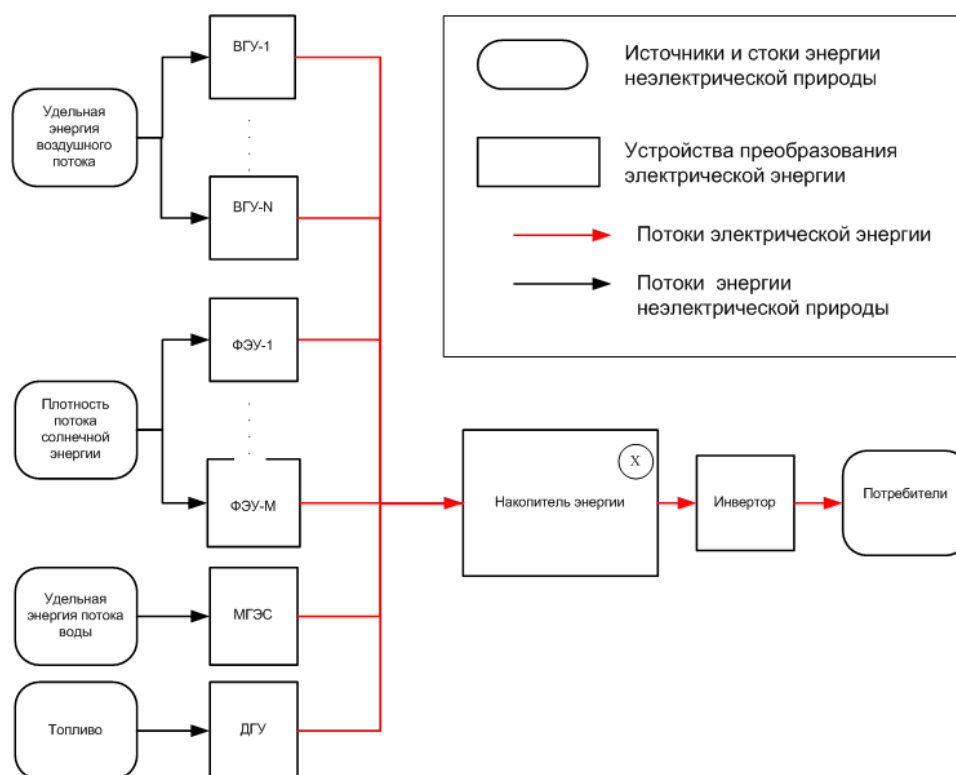 ВГУ-1
Удельная
энергия
воздушного
потока
ВГУ-N
ФЭУ-1
Плотность
потока
солнечной
энергии
ФЭУ-М
Удельная
энергия потока
воды
МГЭС
Топливо
ДГУ
Накопитель энергии
X
Инвертор
Потребители
Источники и стоки энергии
неэлектрической природы
Устройства преобразования
электрической энергии
Потоки электрической энергии
Потоки энергии
неэлектрической природы